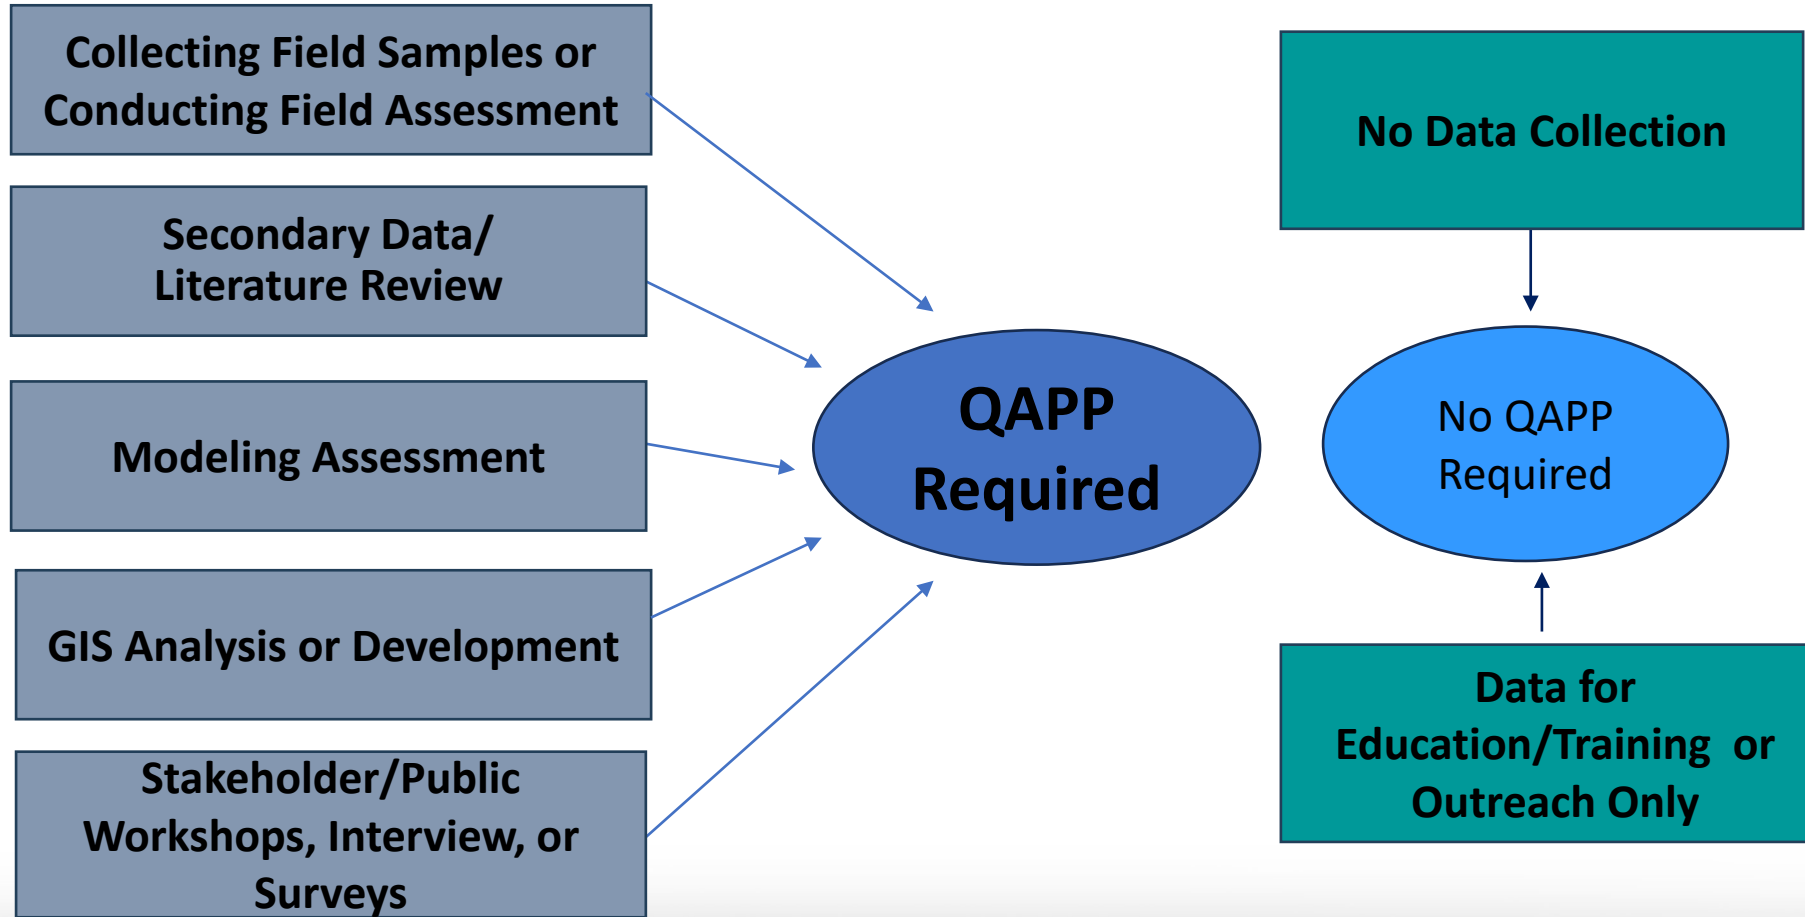 Collecting Field Samples or
Conducting Field Assessment
Secondary Data/
Literature Review
Modeling Assessment
GIS Analysis or Development
Stakeholder/Public
Workshops, Interview, or
Surveys
QAPP
Required
No Data Collection
No QAPP
Required
Data for
Education/Training or
Outreach Only